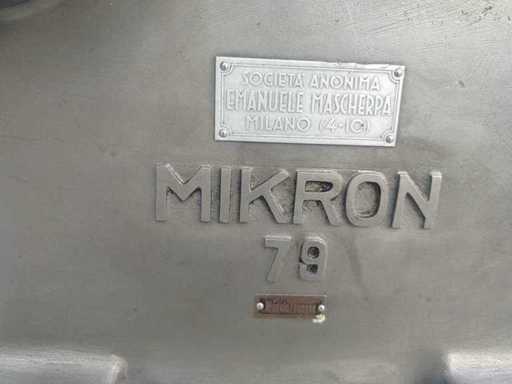 SOCIETÀ ANONIMA
EMANUELE MASCHERPA
MILANO (4-10)
MIKRON
79